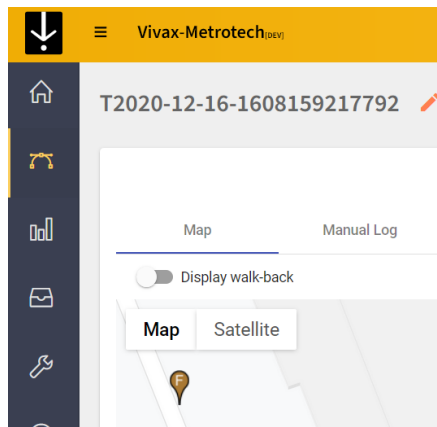 Vivax-Metrotech[DEV]
T2020-12-16-1608159217792
Map Manual Log
Display walk-back
Map Satellite
F